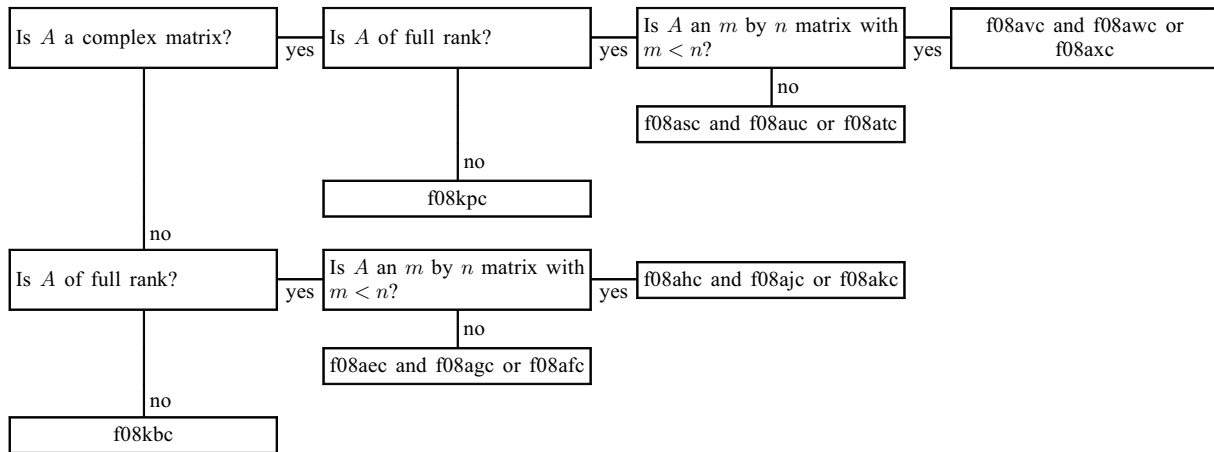 Is A a complex matrix?
yes
Is A of full rank?
yes
Is A an m by n matrix with
m < n?
yes
f08avc and f08awc or
f08axc
no
f08asc and f08auc or f08atc
no
f08kpc
no
Is A of full rank?
yes
Is A an m by n matrix with
m < n?
yes
f08ahc and f08ajc or f08akc
no
f08aec and f08agc or f08afc
no
f08kbc